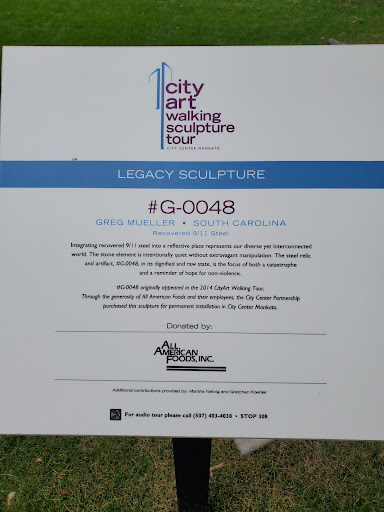 city
art
walking
sculpture
tour
CITY CENTER MANKATO
LEGACY SCULPTURE
#G-0048
GREG MUELLER • SOUTH CAROLINA
Recovered 9/11 Steel
Integrating recovered 9/11 steel into a reflective place represents our diverse yet interconnected
world. The stone element is intentionally quiet without extravagant manipulation. The steel relic
and artifact, #G-0048, in its dignified and raw state, is the focus of both a catastrophe
and a reminder of hope for non-violence.
#G-0048 originally appeared in the 2014 CityArt Walking Tour.
Through the generosity of All American Foods and their employees, the City Center Partnership
purchased this sculpture for permanent installation in City Center Mankato.
Donated by:
ALL
AMERICAN
FOODS, INC.
Additional contributions provided by: Marsha Nelwig and Gretchen Koehler
For audio tour please call (507) 403-4038 • STOP 308